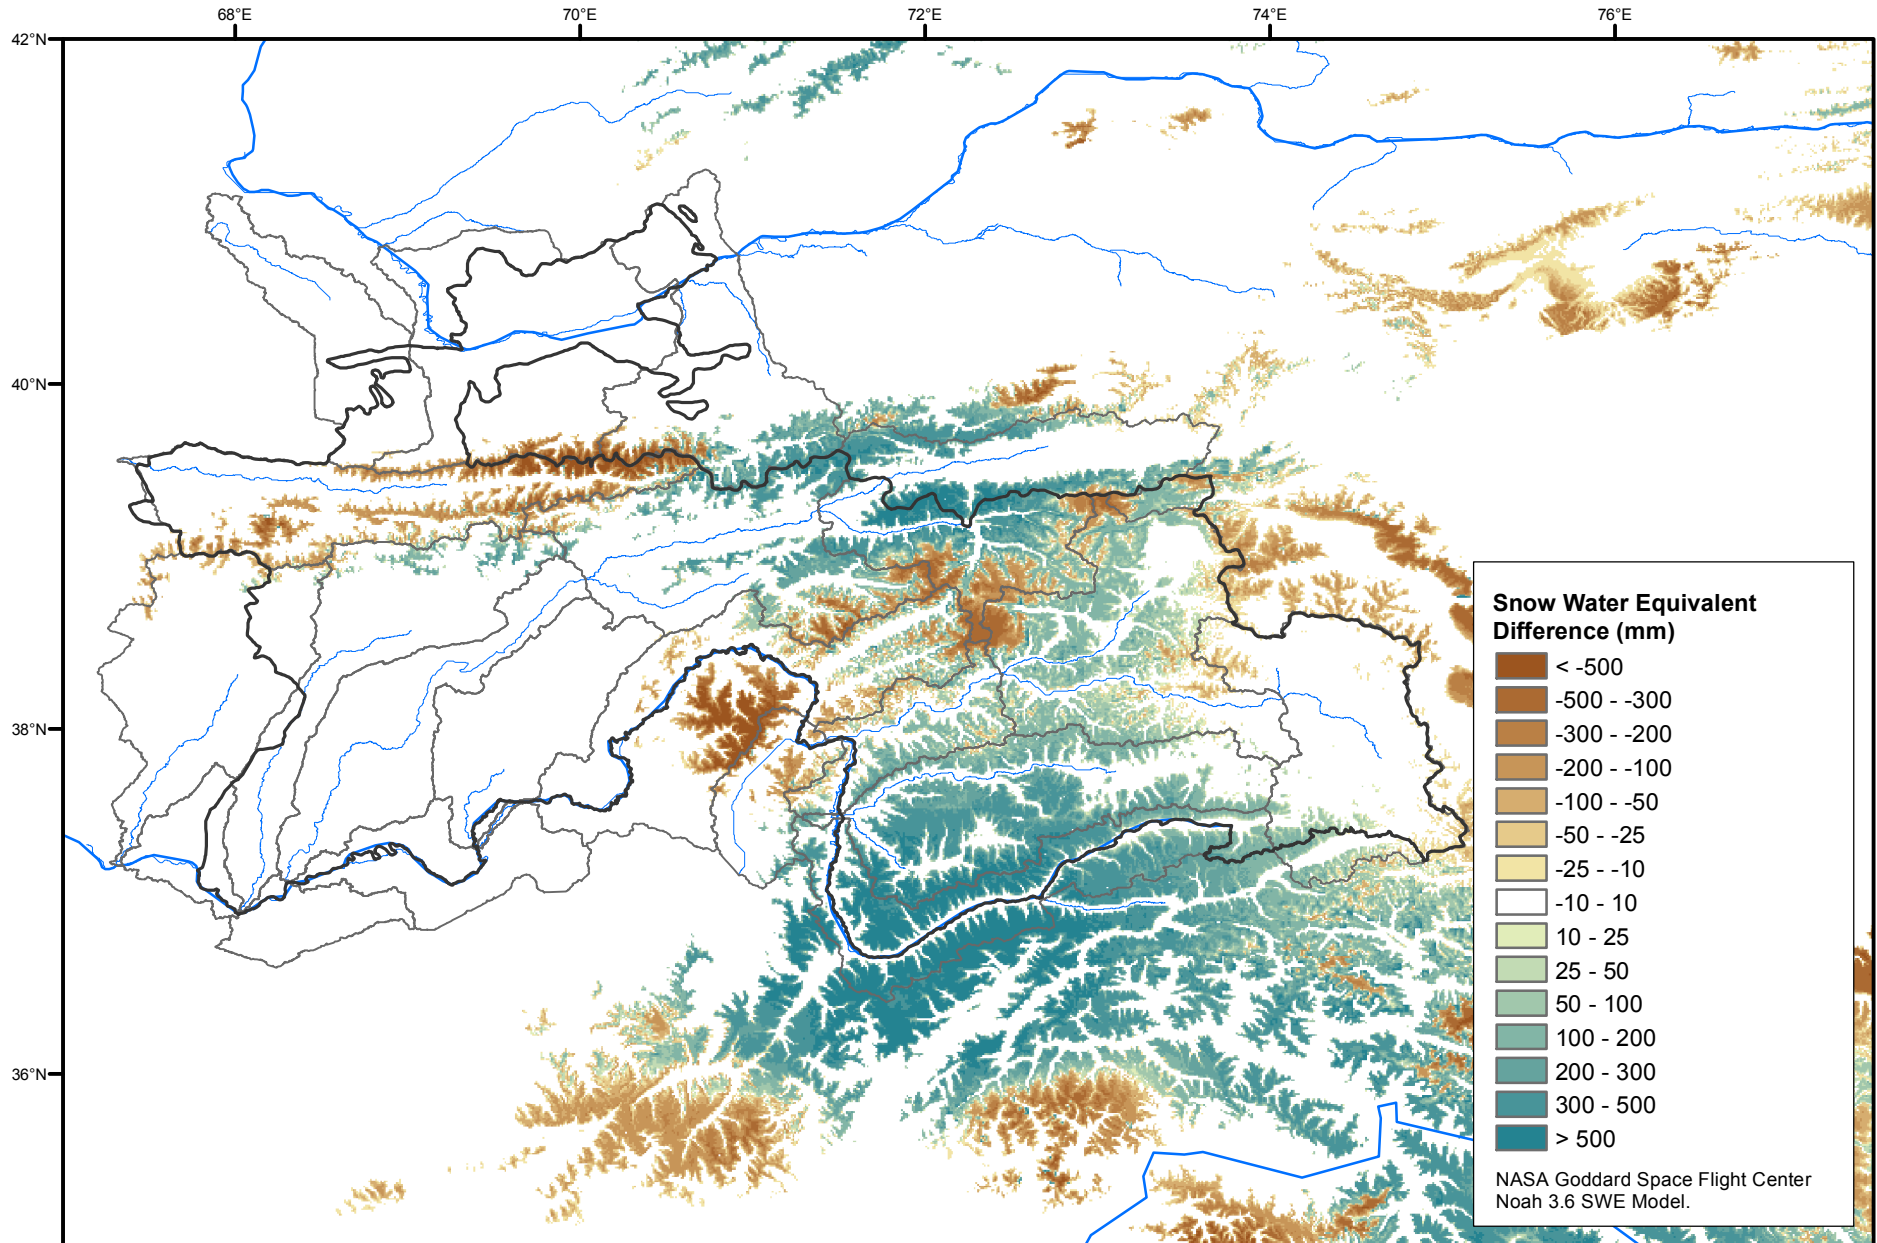 68°E
70°E
72°E
74°E
76°E
42°N
40°N
38°N
36°N
Snow Water Equivalent
Difference (mm)
< -500
-500 - -300
-300 - -200
-200 - -100
-100 - -50
-50 - -25
-25 - -10
-10 - 10
10 - 25
25 - 50
50 - 100
100 - 200
200 - 300
300 - 500
> 500
NASA Goddard Space Flight Center
Noah 3.6 SWE Model.